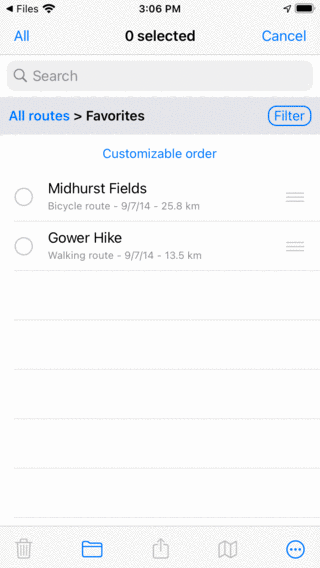 Files 3:06 PM
All 0 selected Cancel
Search
All routes > Favorites Filter
Customizable order
Midhurst Fields
Bicycle route - 9/7/14 - 25.8 km
Gower Hike
Walking route - 9/7/14 - 13.5 km